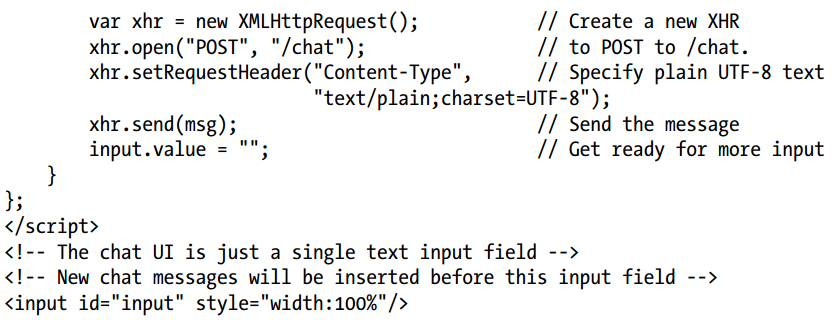 var xhr = new XMLHttpRequest(); // Create a new XHR
xhr.open("POST", "/chat"); // to POST to /chat.
xhr.setRequestHeader("Content-Type", // Specify plain UTF-8 text
"text/plain;charset=UTF-8");
xhr.send(msg); // Send the message
input.value = ""; // Get ready for more input
}
};
</script>
<!-- The chat UI is just a single text input field -->
<!-- New chat messages will be inserted before this input field -->
<input id="input" style="width:100%"/>